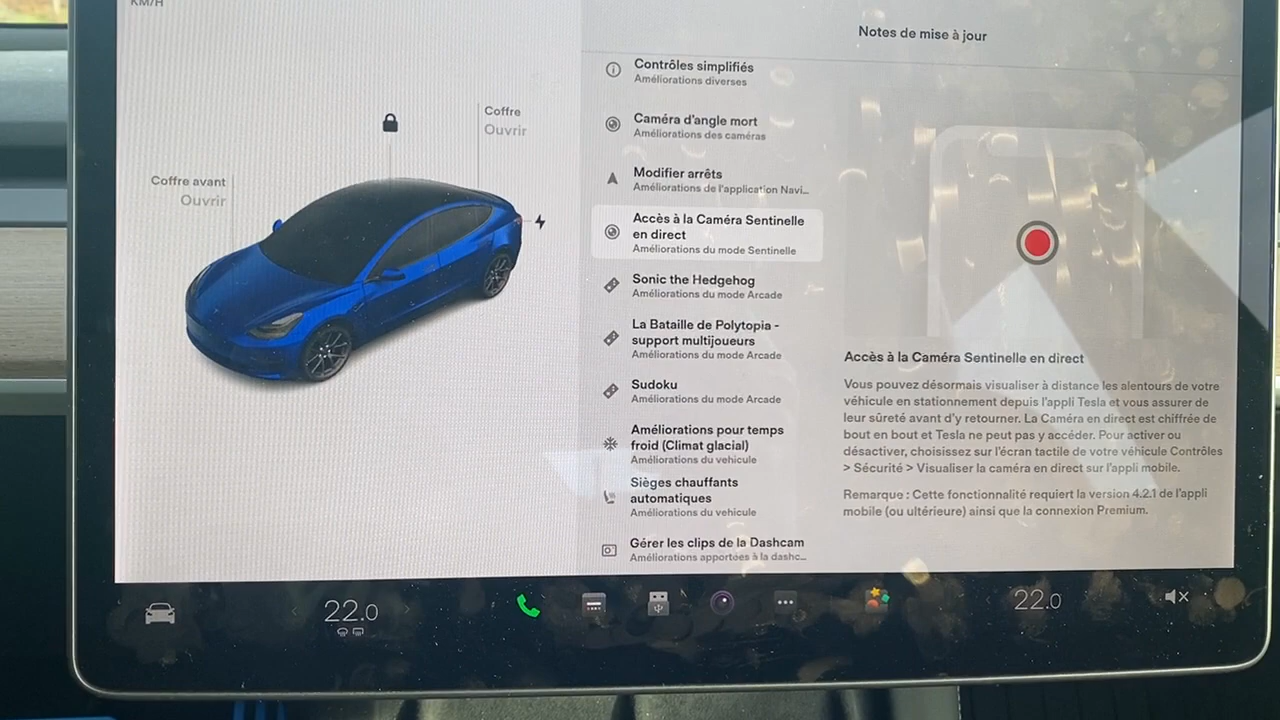 KM/H
Coffre
Ouvrir
Coffre avant
Ouvrir
Notes de mise à jour
Contrôles simplifiés
Améliorations diverses
Caméra d'angle mort
Améliorations des caméras
Modifier arrêts
Améliorations de l'application Navi...
Accès à la Caméra Sentinelle
en direct
Améliorations du mode Sentinelle
Sonic the Hedgehog
Améliorations du mode Arcade
La Bataille de Polytopia -
support multijoueurs
Améliorations du mode Arcade
Sudoku
Améliorations du mode Arcade
Améliorations pour temps
froid (Climat glacial)
Améliorations du vehicule
Sièges chauffants
automatiques
Améliorations du vehicule
Gérer les clips de la Dashcam
Améliorations apportées à la dashc...
Accès à la Caméra Sentinelle en direct
Vous pouvez désormais visualiser à distance les alentours de votre
véhicule en stationnement depuis l'appli Tesla et vous assurer de
leur sûreté avant d'y retourner. La Caméra en direct est chiffrée de
bout en bout et Tesla ne peut pas y accéder. Pour activer ou
désactiver, choisissez sur l'écran tactile de votre véhicule Contrôles
> Sécurité > Visualiser la caméra en direct sur l'appli mobile.
Remarque : Cette fonctionnalité requiert la version 4.2.1 de l'appli
mobile (ou ultérieure) ainsi que la connexion Premium.
22.0
22.0